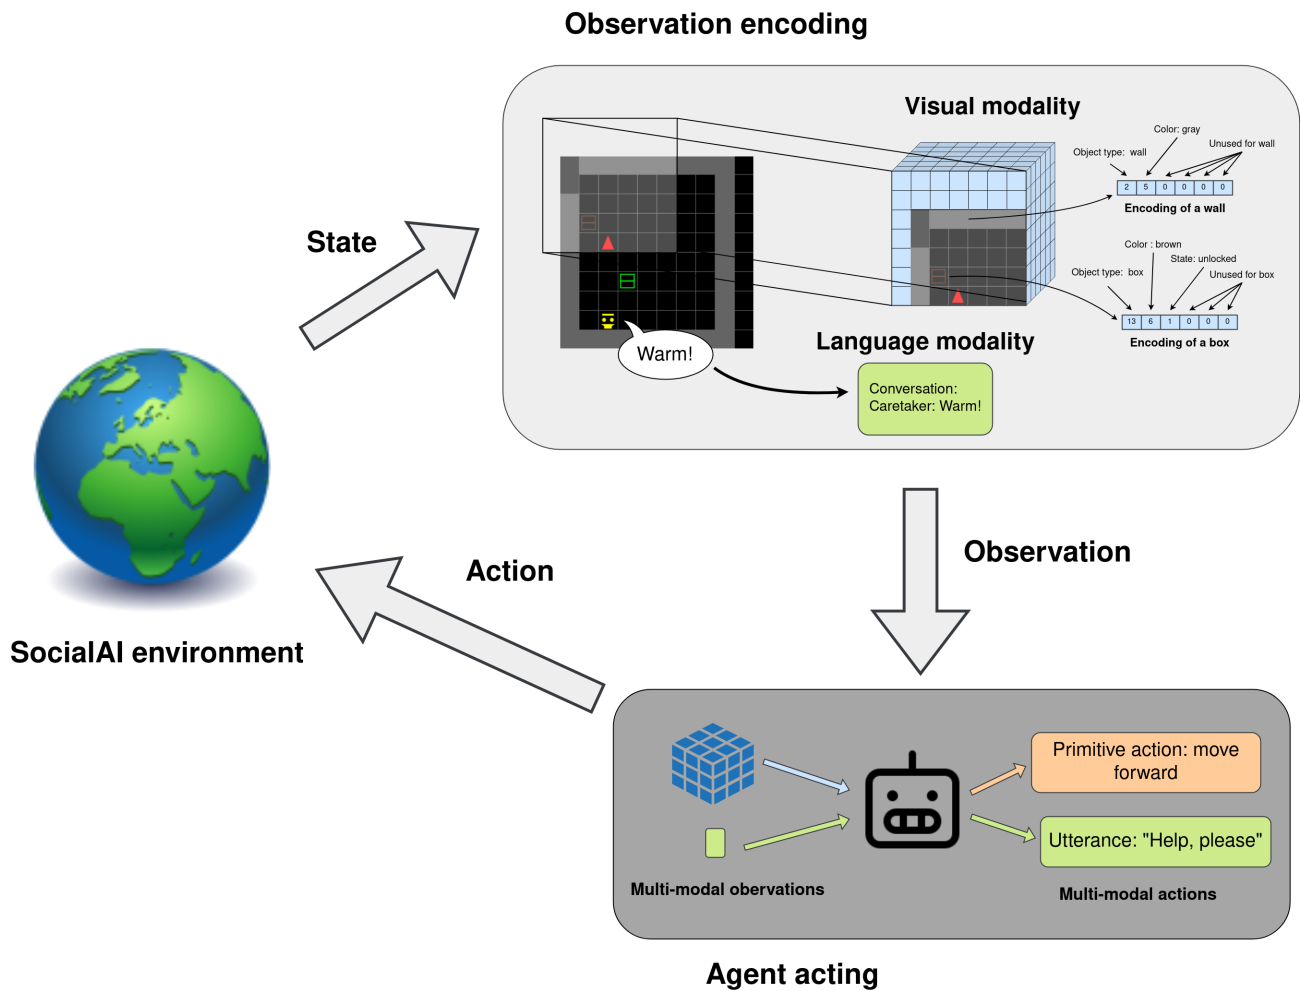 Observation encoding
Visual modality
Color: gray
Unused for wall
Object type: wall
2 5 0 0 0 0
Encoding of a wall
State
Color : brown
State: unlocked
Object type: box
Unused for box
13 6 1 0 0 0
Encoding of a box
Language modality
Warm!
Conversation:
Caretaker: Warm!
Observation
Action
SocialAI environment
Primitive action: move
forward
Utterance: "Help, please"
Multi-modal obervations
Multi-modal actions
Agent acting